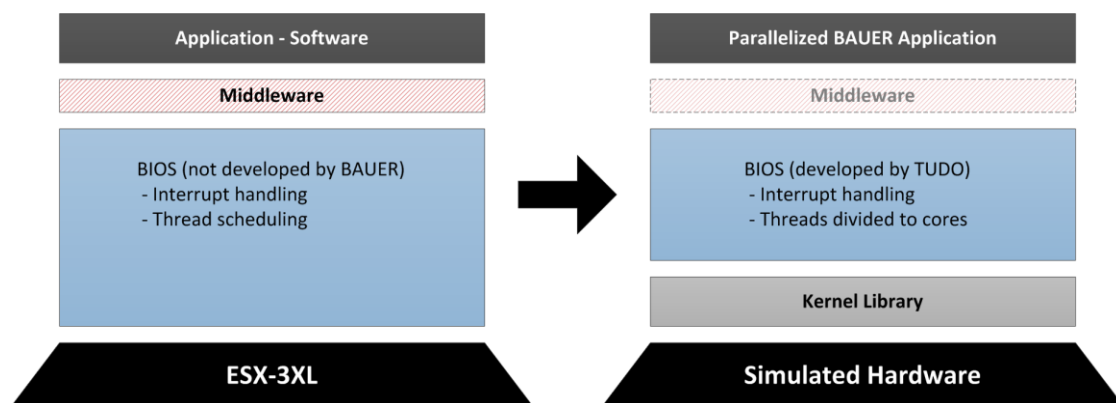 Application - Software
Middleware
BIOS (not developed by BAUER)
- Interrupt handling
- Thread scheduling
ESX-3XL
Parallelized BAUER Application
Middleware
BIOS (developed by TUDO)
- Interrupt handling
- Threads divided to cores
Kernel Library
Simulated Hardware